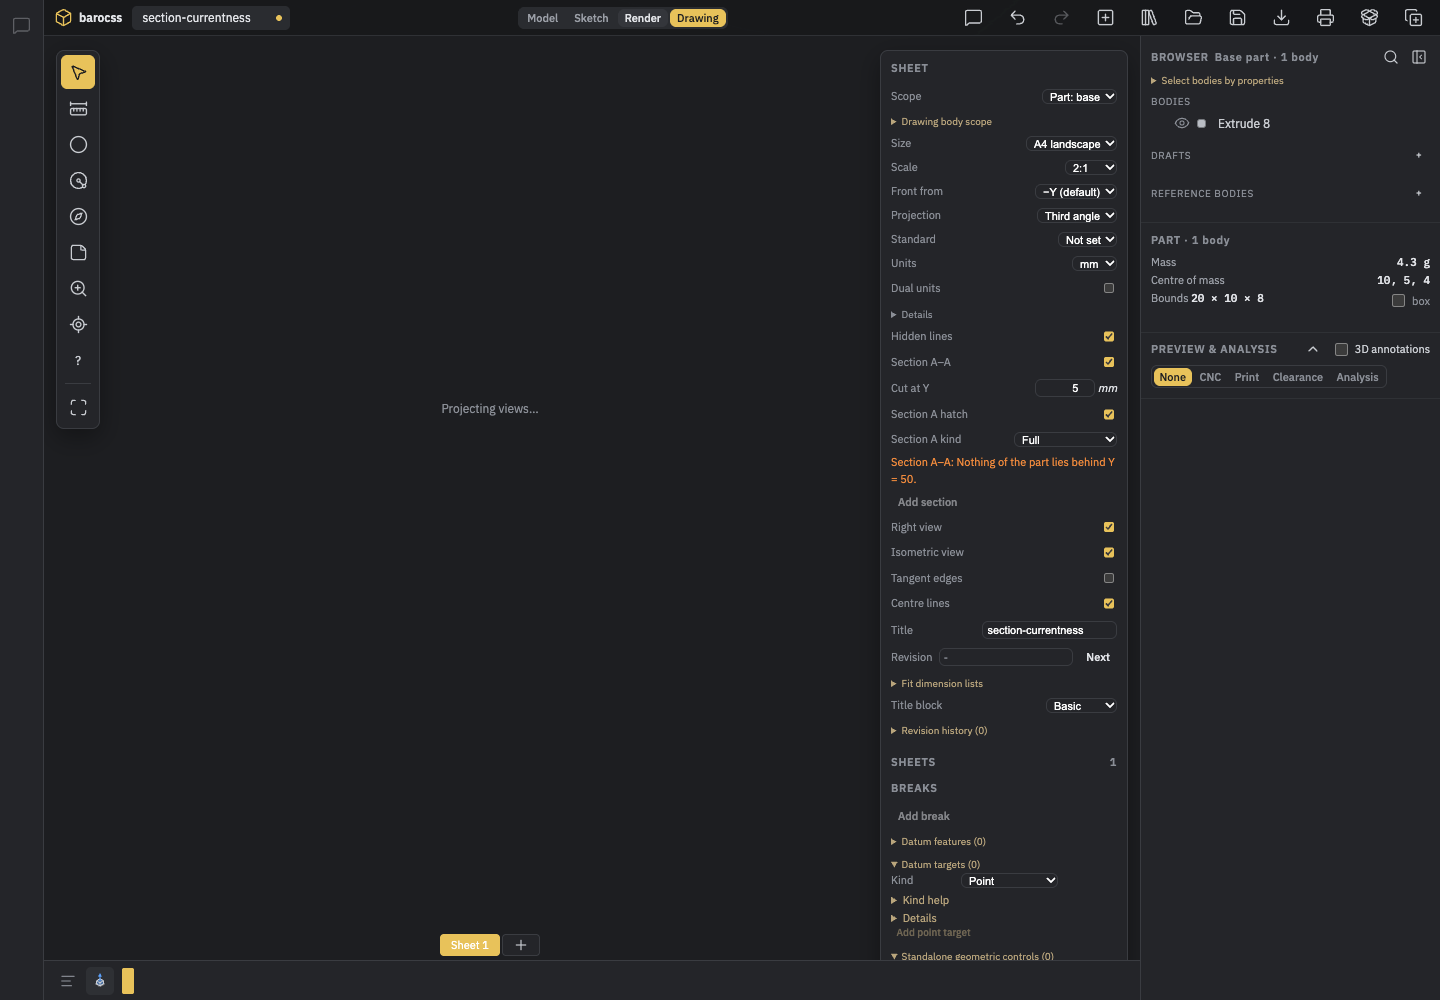 barocss
section-currentness
Model Sketch Render Drawing
?
Projecting views...
Sheet 1
SHEET
Scope Part: base
Drawing body scope
Size A4 landscape
Scale 2:1
Front from −Y (default)
Projection Third angle
Standard Not set
Units mm
Dual units
Details
Hidden lines
Section A–A
Cut at Y 5 mm
Section A hatch
Section A kind Full
Section A–A: Nothing of the part lies behind Y
= 50.
Add section
Right view
Isometric view
Tangent edges
Centre lines
Title section-currentness
Revision -
Next
Fit dimension lists
Title block Basic
Revision history (0)
SHEETS 1
BREAKS
Add break
Datum features (0)
Datum targets (0)
Kind Point
Kind help
Details
Add point target
Standalone geometric controls (0)
BROWSER Base part · 1 body
Select bodies by properties
BODIES
Extrude 8
DRAFTS
REFERENCE BODIES
PART · 1 body
Mass 4.3 g
Centre of mass 10, 5, 4
Bounds 20 × 10 × 8 box
PREVIEW & ANALYSIS 3D annotations
None CNC Print Clearance Analysis